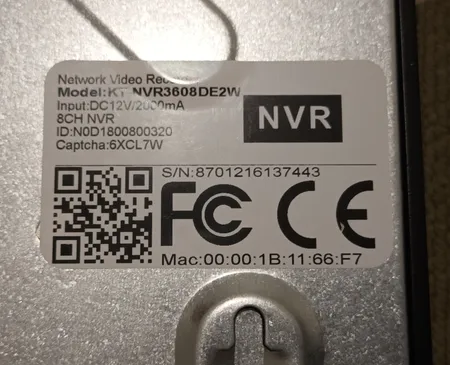 Network Video Rec
Model:KT NVR3608DE2W
Input:DC12V/2000mA
8CH NVR
ID:N0D1800800320
Captcha:6XCL7W
NVR
S/N:8701216137443
FC CE
Mac:00:00:1B:11:66:F7